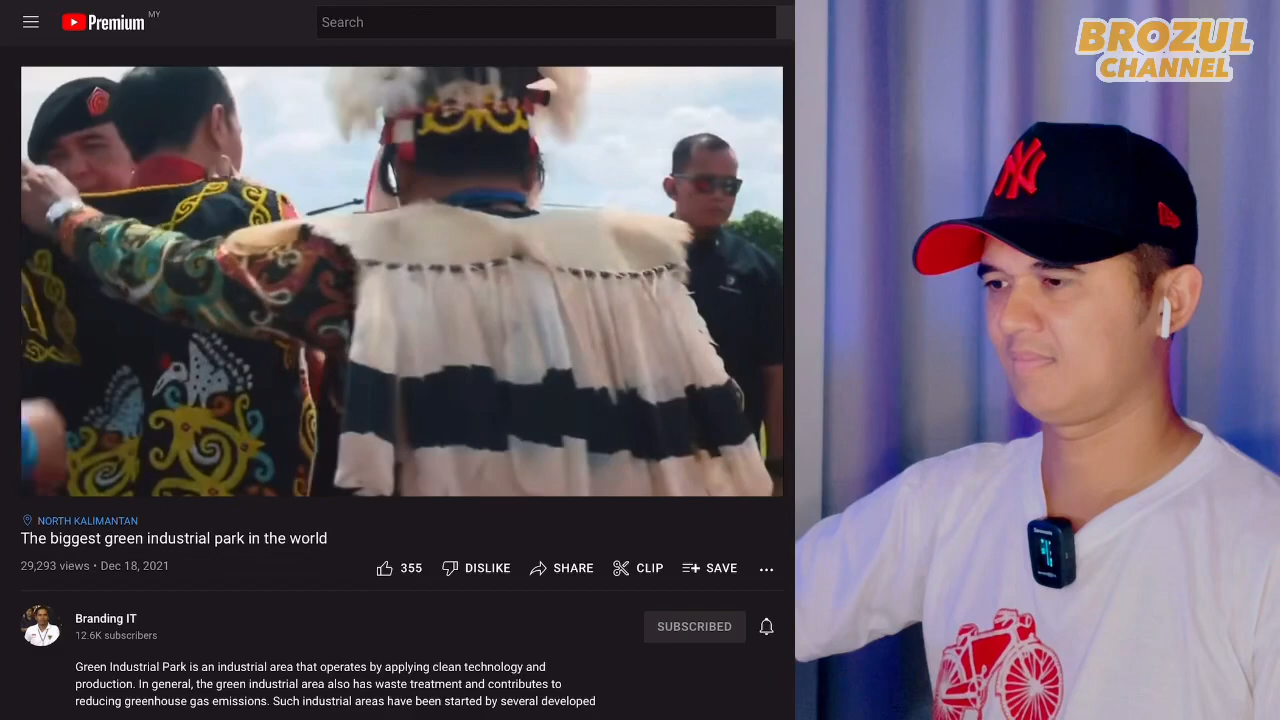 Premium MY
Search
BROZUL
CHANNEL
NY
NORTH KALIMANTAN
The biggest green industrial park in the world
29,293 views • Dec 18, 2021
355 DISLIKE SHARE CLIP SAVE ...
Branding IT
12.6K subscribers
SUBSCRIBED
Green Industrial Park is an industrial area that operates by applying clean technology and
production. In general, the green industrial area also has waste treatment and contributes to
reducing greenhouse gas emissions. Such industrial areas have been started by several developed